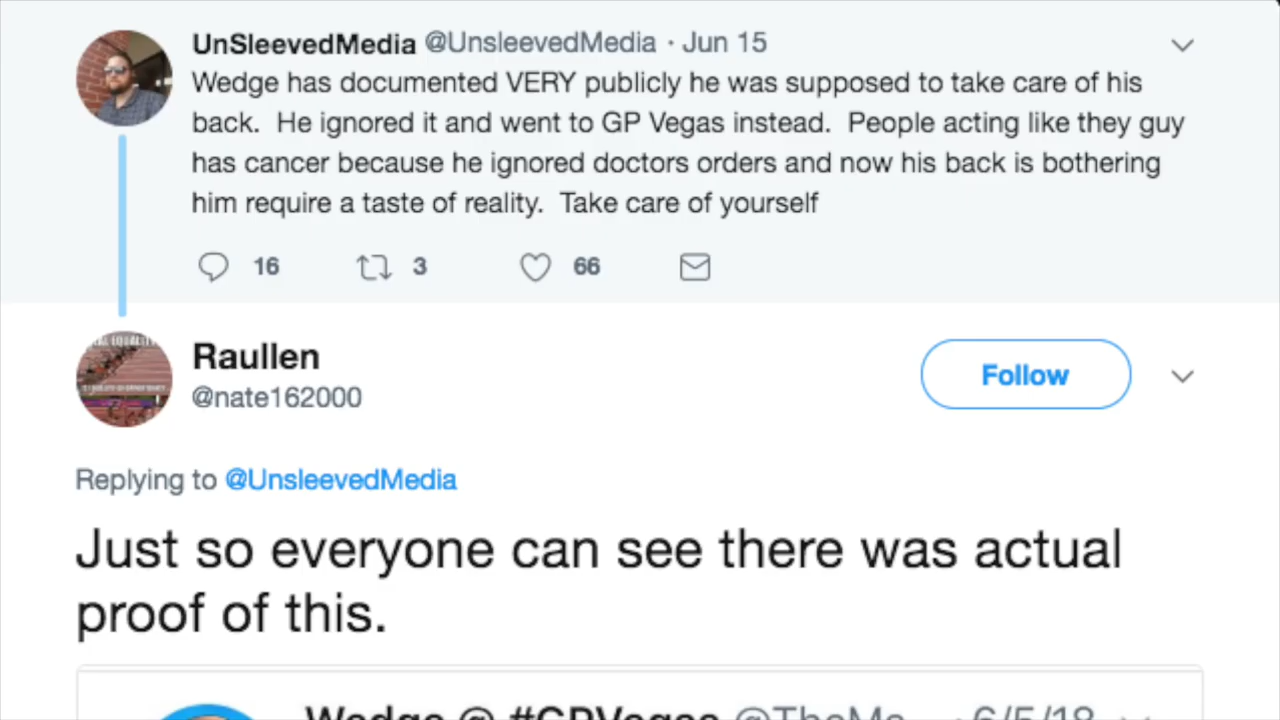 UnSleevedMedia @UnsleevedMedia · Jun 15
Wedge has documented VERY publicly he was supposed to take care of his
back. He ignored it and went to GP Vegas instead. People acting like they guy
has cancer because he ignored doctors orders and now his back is bothering
him require a taste of reality. Take care of yourself
16 3 66
Raullen
@nate162000
Follow
Replying to @UnsleevedMedia
Just so everyone can see there was actual
proof of this.
Wedge @ #GPVegas @TheMa... · 6/5/18